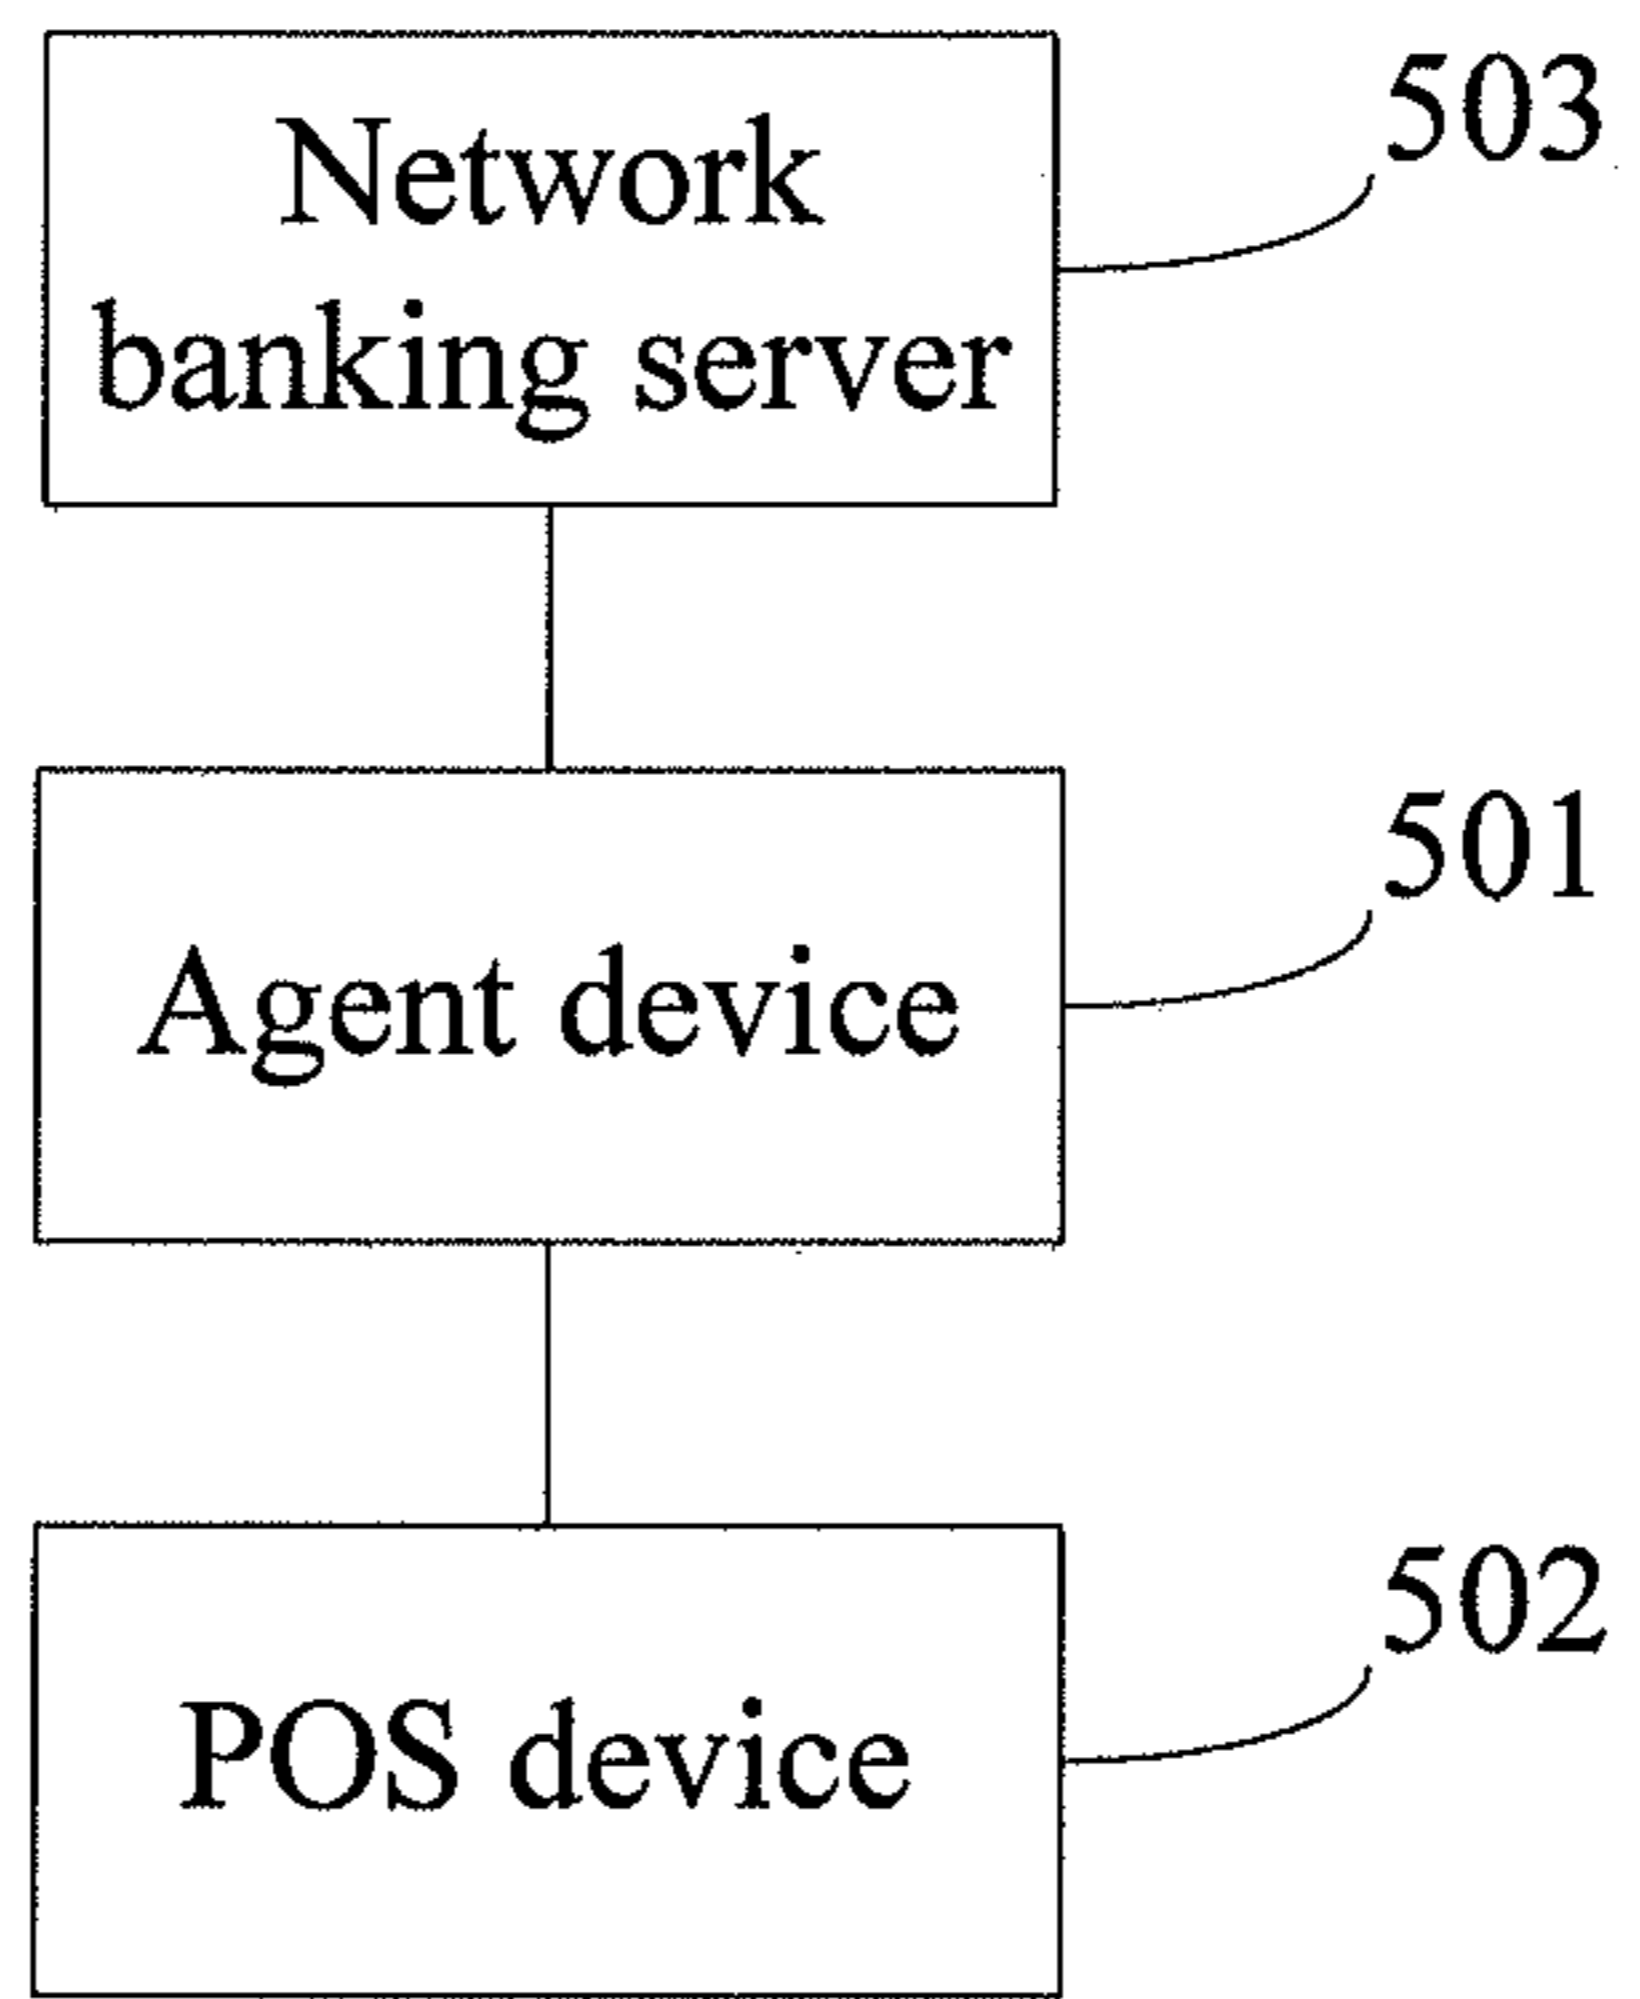 503
Network
banking server
501
Agent device
502
POS device